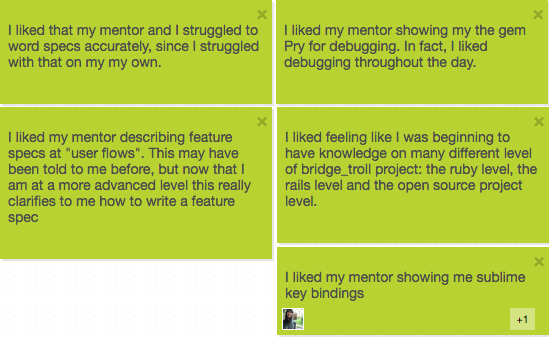 I liked that my mentor and I struggled to
word specs accurately, since I struggled
with that on my my own.
I liked my mentor showing my the gem
Pry for debugging. In fact, I liked
debugging throughout the day.
I liked my mentor describing feature
specs at "user flows". This may have
been told to me before, but now that I
am at a more advanced level this really
clarifies to me how to write a feature
spec
I liked feeling like I was beginning to
have knowledge on many different level
of bridge_troll project: the ruby level, the
rails level and the open source project
level.
I liked my mentor showing me sublime
key bindings
+1